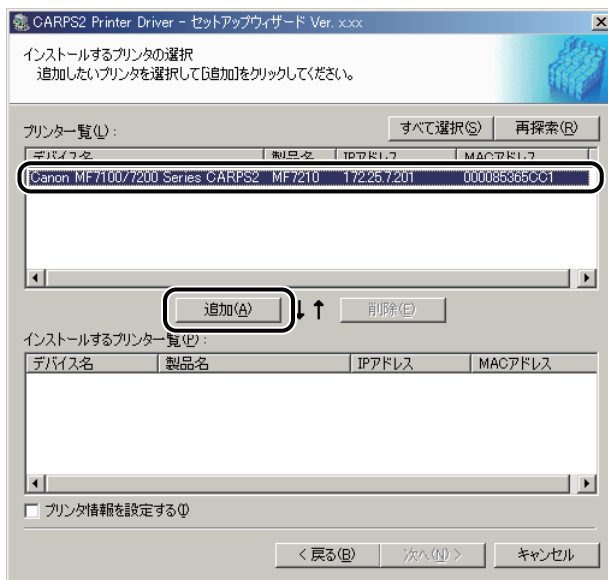 CARPS2 Printer Driver - セットアップウィザード Ver. x.xx
インストールするプリンタの選択
追加したいプリンタを選択して[追加]をクリックしてください。
プリンター覧(L):
すべて選択(S) 再探索(R)
デバイス名 製品名 IPアドレス MACアドレス
Canon MF7100/7200 Series CARPS2 MF7210 172.25.7.201 000085365CC1
追加(A) ↓ ↑ 削除(E)
インストールするプリンタ一覧(P):
デバイス名 製品名 IPアドレス MACアドレス
プリンタ情報を設定する(I)
< 戻る(B) 次へ(N) > キャンセル